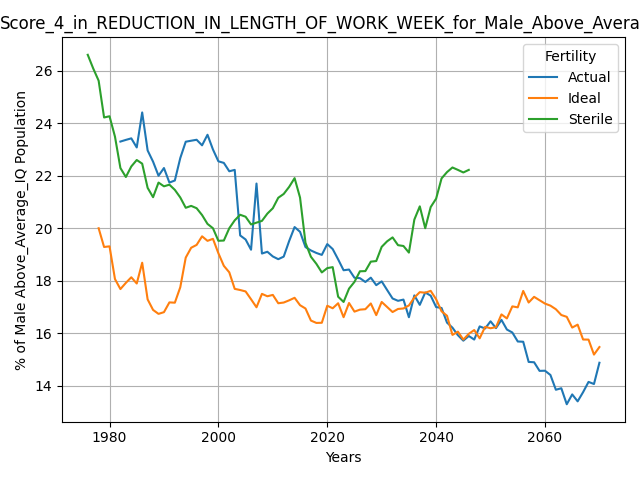 Score_4_in_REDUCTION_IN_LENGTH_OF_WORK_WEEK_for_Male_Above_Avera
Fertility
Actual
Ideal
Sterile
% of Male Above_Average_IQ Population
26
24
22
20
18
16
14
1980
2000
2020
2040
2060
Years